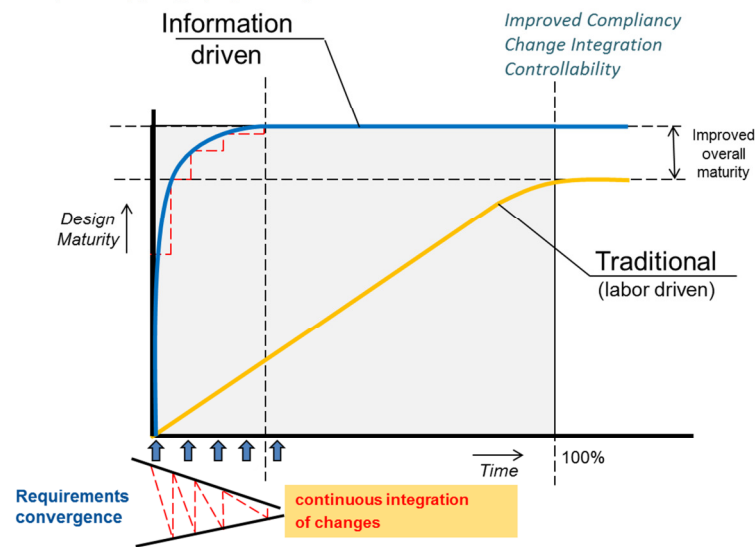 Information
driven
Improved Compliancy
Change Integration
Controllability
Improved
overall
maturity
Design
Maturity
Traditional
(labor driven)
Time
100%
Requirements
convergence
continuous integration
of changes